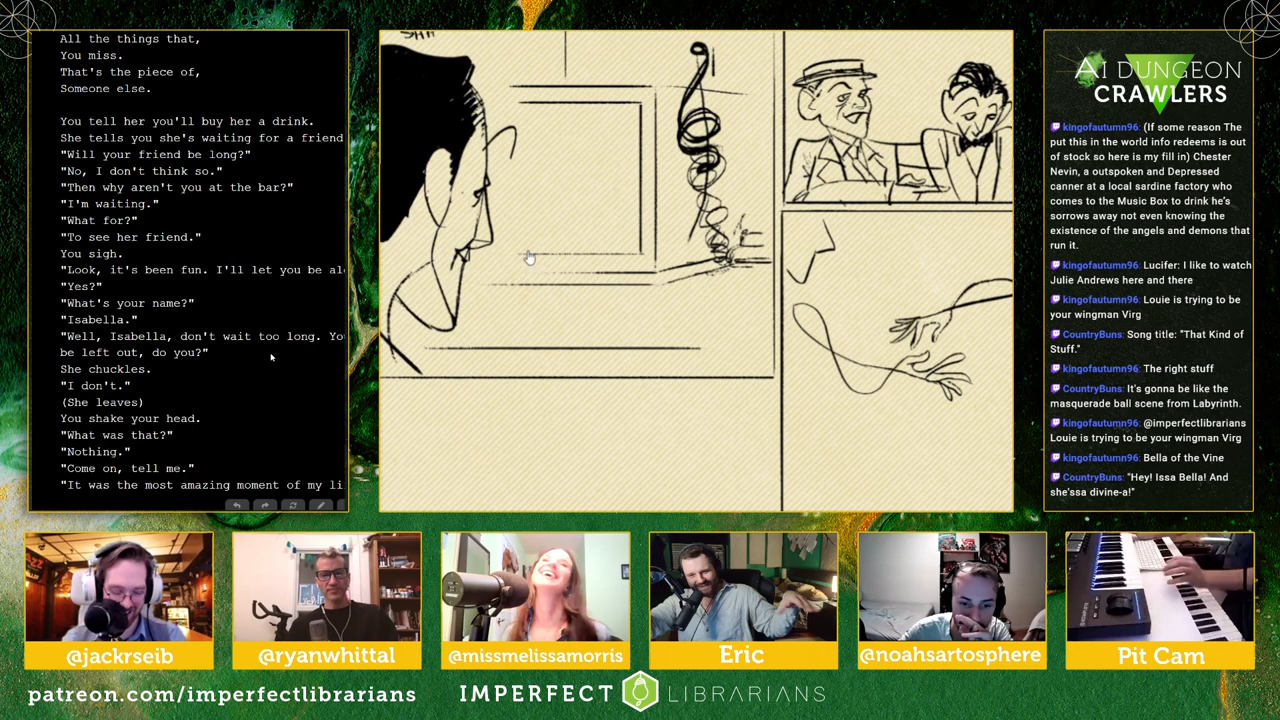 All the things that,
You miss.
That's the piece of,
Someone else.
You tell her you'll buy her a drink.
She tells you she's waiting for a friend
"Will your friend be long?"
"No, I don't think so."
"Then why aren't you at the bar?"
"I'm waiting."
"What for?"
"To see her friend."
You sigh.
"Look, it's been fun. I'll let you be
"Yes?"
"What's your name?"
"Isabella."
"Well, Isabella, don't wait too long.
be left out, do you?"
She chuckles.
"I don't."
(She leaves)
You shake your head.
"What was that?"
"Nothing."
"Come on, tell me."
"It was the most amazing moment of my
AI DUNGEON
CRAWLERS
kingofautumn96: (If some reason The
put this in the world info redeems is out
of stock so here is my fill in) Chester
Nevin, a outspoken and Depressed
canner at a local sardine factory who
comes to the Music Box to drink he's
sorrows away not even knowing the
existence of the angels and demons that
run it.
kingofautumn96: Lucifer: I like to watch
Julie Andrews here and there
kingofautumn96: Louie is trying to be
your wingman Virg
CountryBuns: Song title: "That Kind of
Stuff."
kingofautumn96: The right stuff
CountryBuns: It's gonna be like the
masquerade ball scene from Labyrinth.
kingofautumn96: @imperfectlibrarians
Louie is trying to be your wingman Virg
kingofautumn96: Bella of the Vine
CountryBuns: "Hey! Issa Bella! And
she'ssa divine-a!"
@jackrseib
@ryanwhittal
@missmelissamorris
Eric
@noahsartosphere
Pit Cam
patreon.com/imperfectlibrarians
IMPERFECT LIBRARIANS